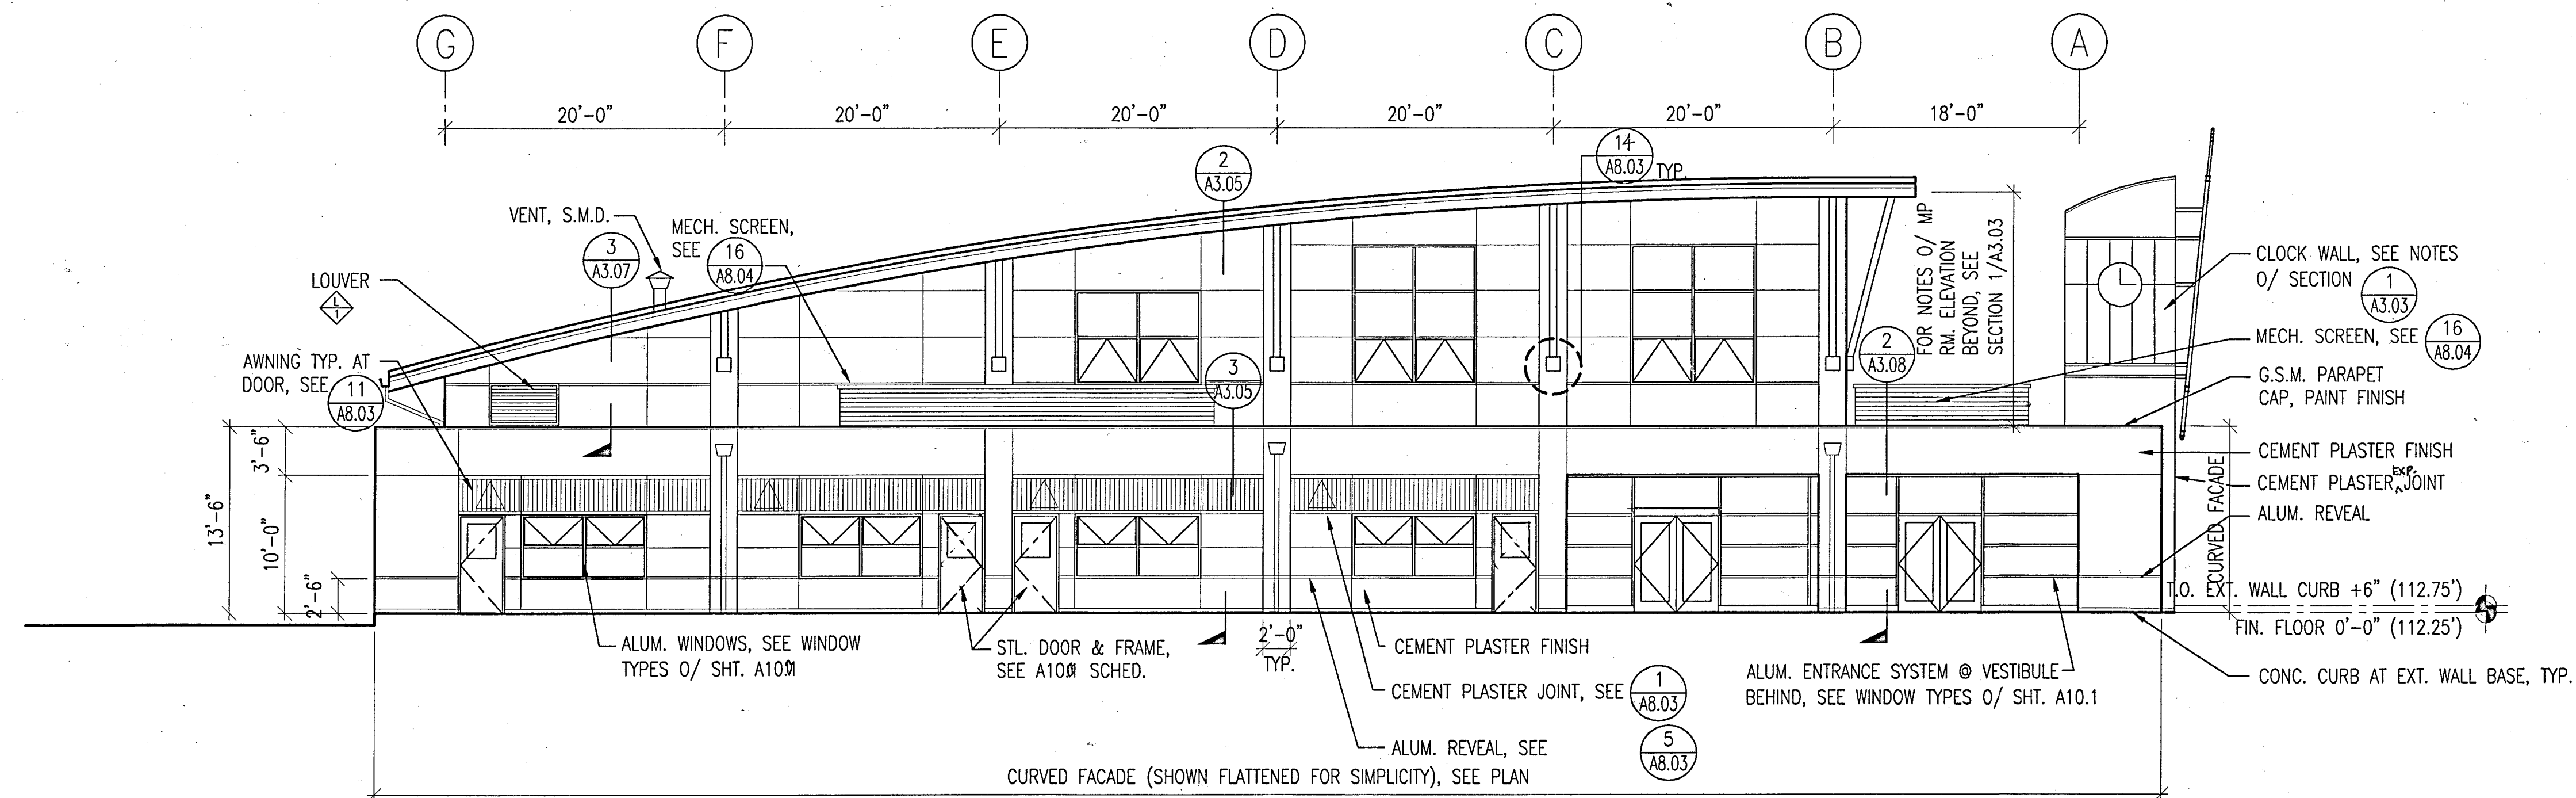 G
F
E
D
C
B
A
20'-0"
20'-0"
20'-0"
20'-0"
20'-0"
18'-0"
14
A8.03
TYP.
2
A3.05
VENT, S.M.D.
3
A3.07
MECH. SCREEN,
SEE
16
A8.04
LOUVER
L
1
AWNING TYP. AT
DOOR, SEE
11
A8.03
3
A3.05
2
A3.08
FOR NOTES O/ MP
RM. ELEVATION
BEYOND, SEE
SECTION 1/A3.03
CLOCK WALL, SEE NOTES
O/ SECTION
1
A3.03
MECH. SCREEN, SEE
16
A8.04
G.S.M. PARAPET
CAP, PAINT FINISH
CEMENT PLASTER FINISH
EXP.
CEMENT PLASTER JOINT
ALUM. REVEAL
CURVED FACADE
T.O. EXT. WALL CURB +6" (112.75')
FIN. FLOOR 0'-0" (112.25')
CONC. CURB AT EXT. WALL BASE, TYP.
13'-6"
3'-6"
10'-0"
2'-6"
ALUM. WINDOWS, SEE WINDOW
TYPES O/ SHT.
STL. DOOR & FRAME,
SEE SCHED.
2'-0"
TYP.
CEMENT PLASTER FINISH
CEMENT PLASTER JOINT, SEE
1
A8.03
ALUM. REVEAL, SEE
5
A8.03
ALUM. ENTRANCE SYSTEM @ VESTIBULE
BEHIND, SEE WINDOW TYPES O/ SHT. A10.1
CURVED FACADE (SHOWN FLATTENED FOR SIMPLICITY), SEE PLAN